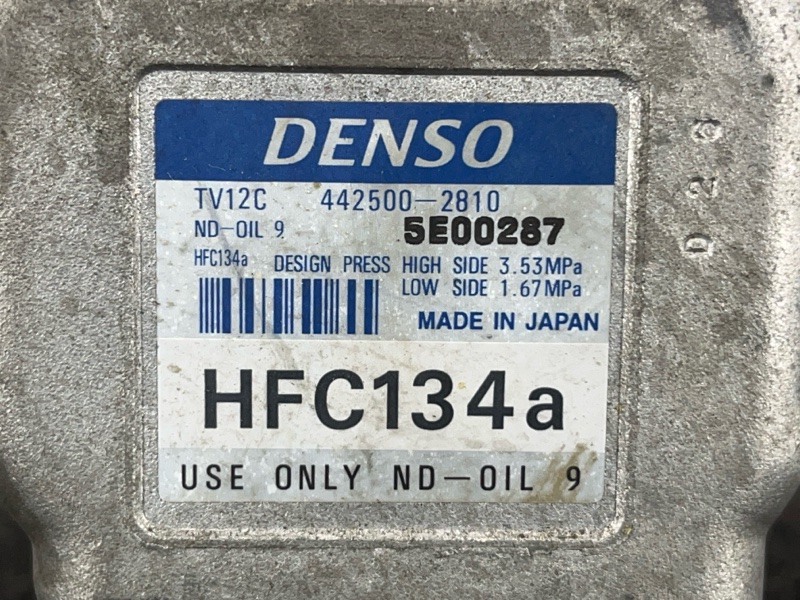 DENSO
TV12C 442500-2810
ND-OIL 9 5E00287
HFC134a DESIGN PRESS HIGH SIDE 3.53MPa
LOW SIDE 1.67MPa
MADE IN JAPAN
HFC134a
USE ONLY ND-OIL 9